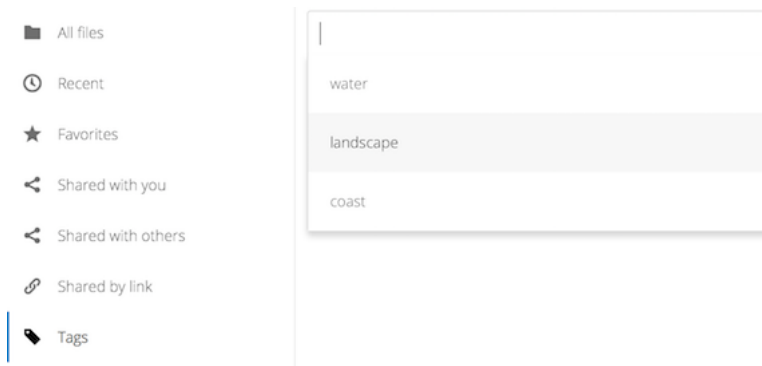 All files
Recent
Favorites
Shared with you
Shared with others
Shared by link
Tags
water
landscape
coast